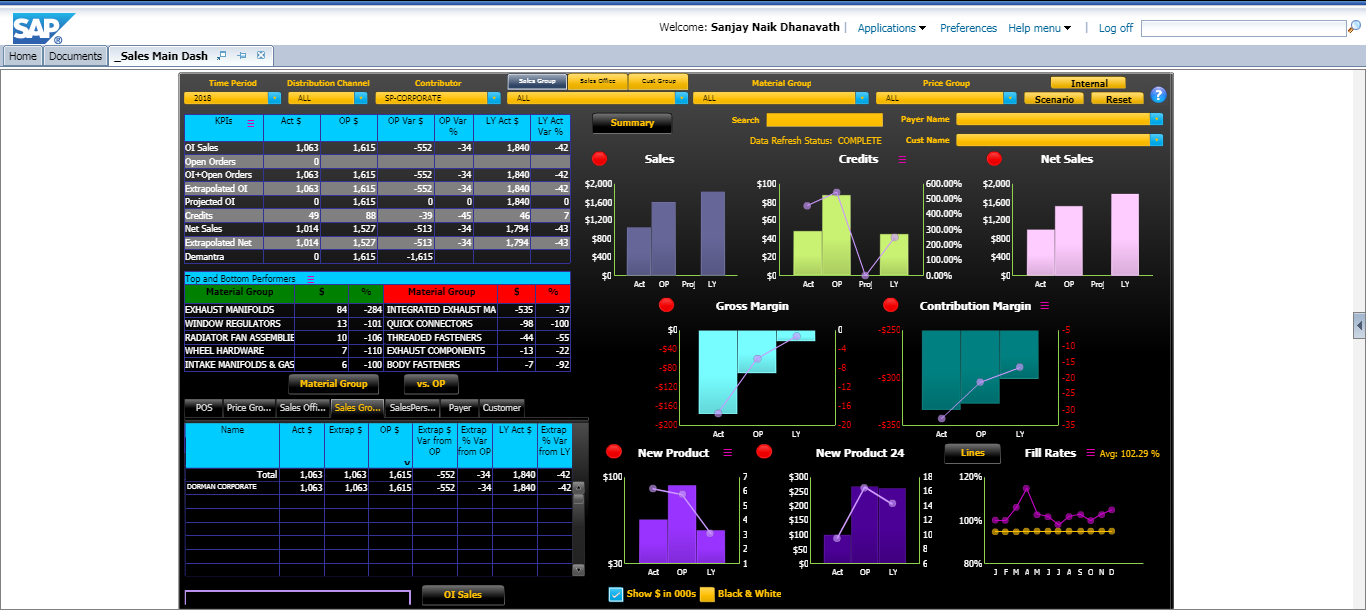 SAP®
Welcome: Sanjay Naik Dhanavath | Applications Preferences Help menu | Log off
Home Documents _Sales Main Dash
Time Period Distribution Channel Contributor Sales Group Sales Office Cust Group Material Group Price Group Internal
2018 ALL SP-CORPORATE ALL ALL ALL Scenario Reset ?
KPIs Act $ OP $ OP Var $ OP Var % LY Act $ LY Act Var %
OI Sales 1,063 1,615 -552 -34 1,840 -42
Open Orders 0
OI+Open Orders 1,063 1,615 -552 -34 1,840 -42
Extrapolated OI 1,063 1,615 -552 -34 1,840 -42
Projected OI 0 1,615 0 0 1,840 0
Credits 49 88 -39 -45 46 7
Net Sales 1,014 1,527 -513 -34 1,794 -43
Extrapolated Net 1,014 1,527 -513 -34 1,794 -43
Demantra 0 1,615 -1,615
Summary Search Payer Name
Data Refresh Status: COMPLETE Cust Name
Sales
$2,000
$1,600
$1,200
$800
$400
$0
Act OP Proj LY
Credits
$100 600.00%
$80 500.00%
400.00%
$60 300.00%
$40
200.00%
$20 100.00%
$0 0.00%
Act OP Proj LY
Net Sales
$2,000
$1,600
$1,200
$800
$400
$0
Act OP Proj LY
Top and Bottom Performers
Material Group $ % Material Group $ %
EXHAUST MANIFOLDS 84 -284 INTEGRATED EXHAUST MA -535 -37
WINDOW REGULATORS 13 -101 QUICK CONNECTORS -98 -100
RADIATOR FAN ASSEMBLIE 10 -106 THREADED FASTENERS -44 -55
WHEEL HARDWARE 7 -110 EXHAUST COMPONENTS -13 -22
INTAKE MANIFOLDS & GAS 6 -100 BODY FASTENERS -7 -92
Material Group vs. OP
Gross Margin
$0 0
-$40 -4
-$80 -8
-$120 -12
-$160 -16
-$200 -20
Act OP LY
Contribution Margin
-$250 -5
-10
-15
-$300 -20
-25
-30
-$350 -35
Act OP LY
POS Price Gro... Sales Offi... Sales Gro... SalesPers... Payer Customer
Name Act $ Extrap $ OP $ Extrap $ Var from OP Extrap % Var from OP LY Act $ Extrap % Var from LY
Total 1,063 1,063 1,615 -552 -34 1,840 -42
DORMAN CORPORATE 1,063 1,063 1,615 -552 -34 1,840 -42
New Product
$100 7
6
5
4
3
2
$30 1
Act OP LY
New Product 24
$300 18
$250 16
$200 14
$150 12
$100 10
$50 8
$0 6
Act OP LY
Lines Fill Rates Avg: 102.29 %
120%
100%
80%
J F M A M J J A S O N D
OI Sales Show $ in 000s Black & White